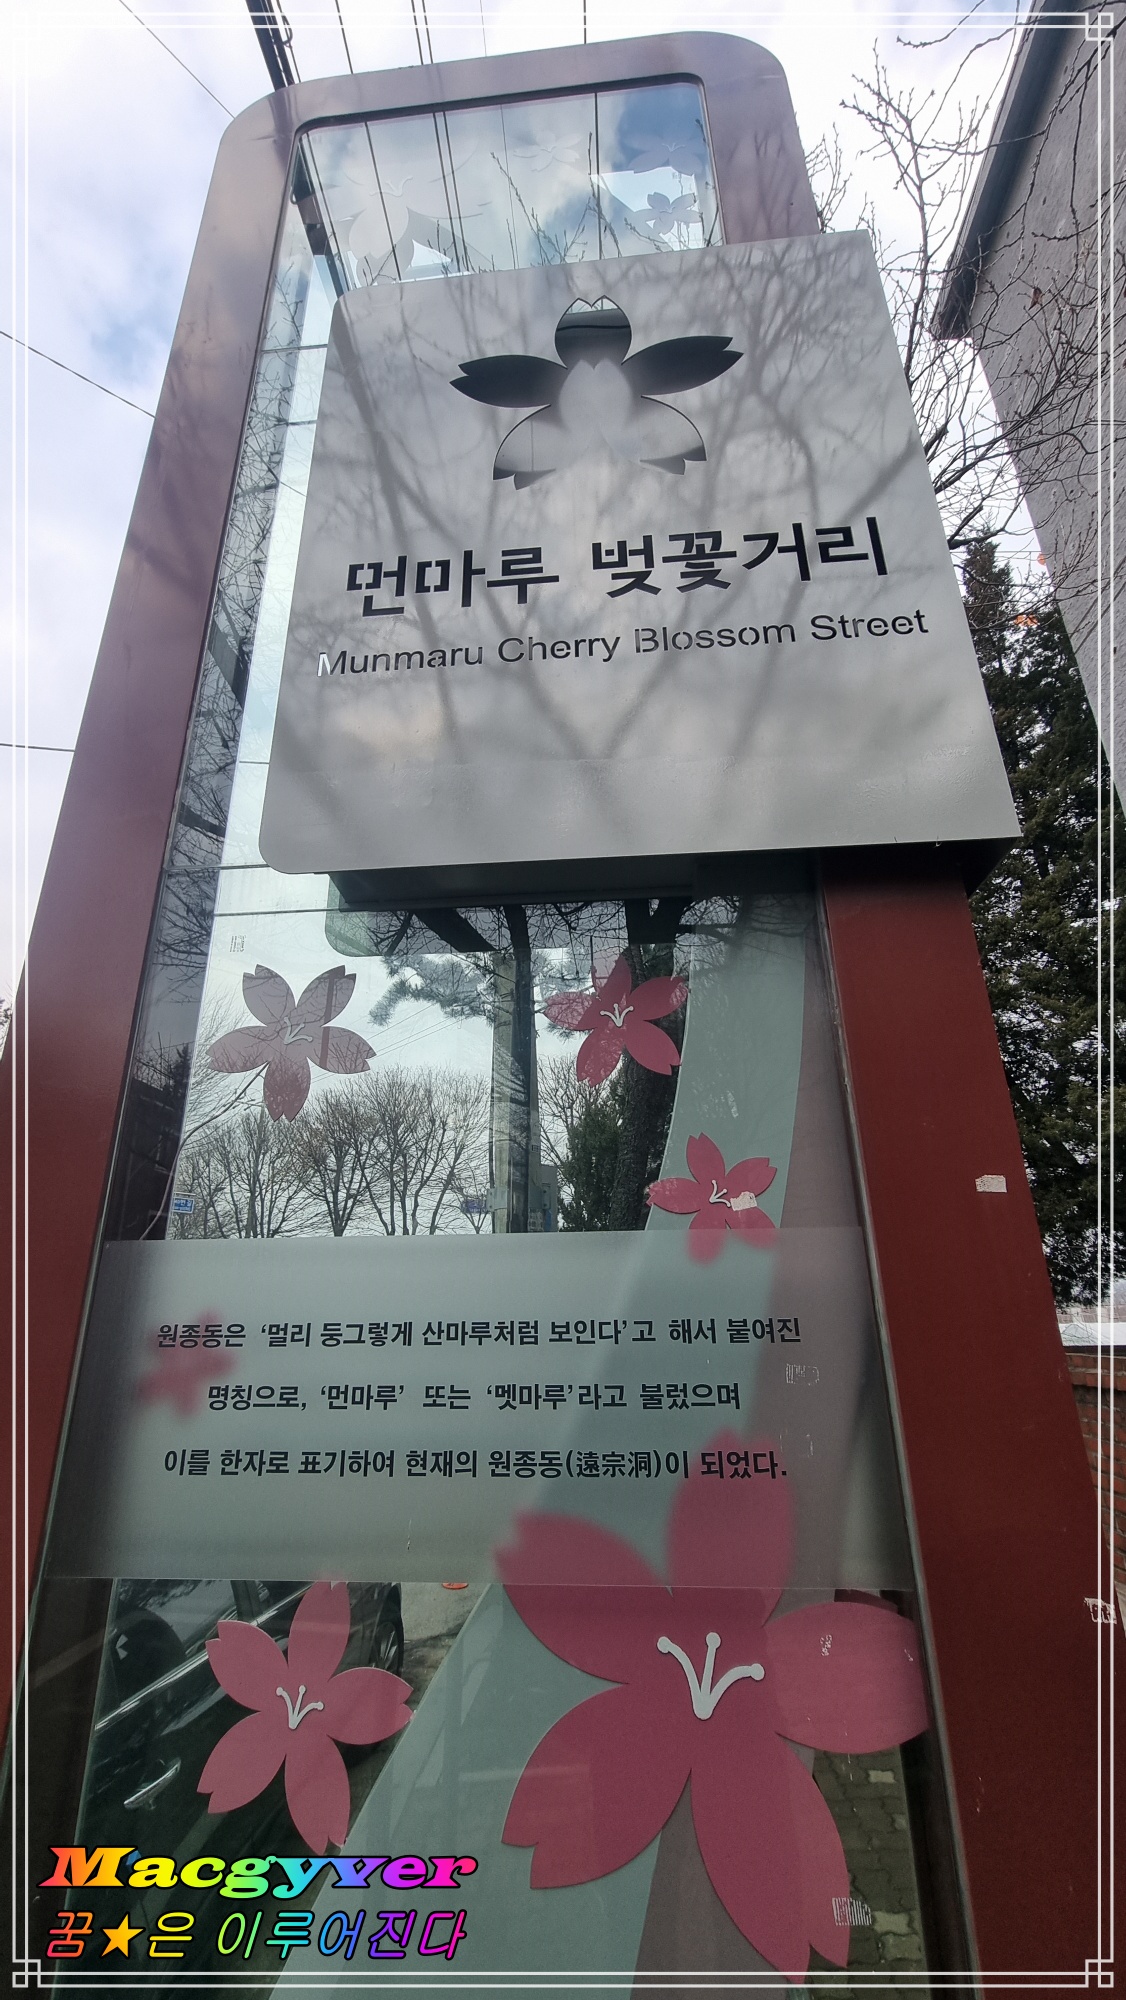 먼마루 벚꽃거리
Munmaru Cherry Blossom Street
원종동은 ‘멀리 둥그렇게 산마루처럼 보인다’고 해서 붙여진
명칭으로, ‘먼마루’ 또는 ‘멧마루’라고 불렀으며
이를 한자로 표기하여 현재의 원종동(遠宗洞)이 되었다.
Macgyver
꿈★은 이루어진다